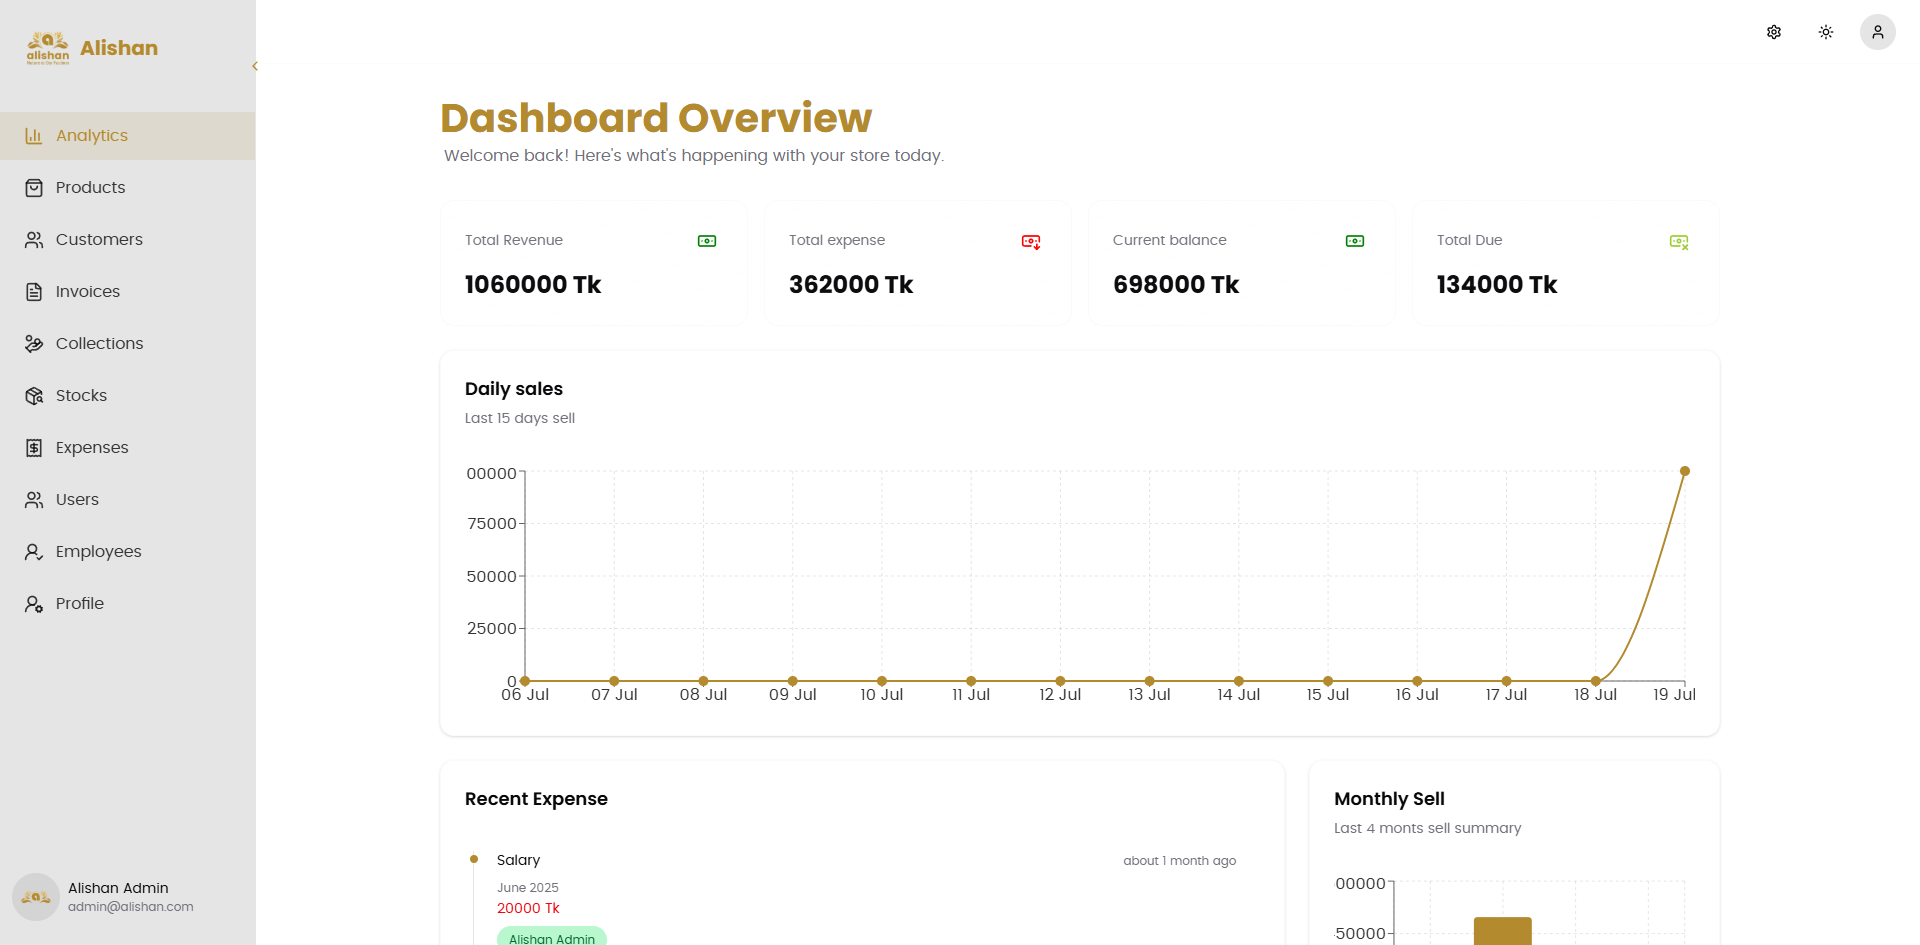 alishan
Alishan
Analytics
Products
Customers
Invoices
Collections
Stocks
Expenses
Users
Employees
Profile
Alishan Admin
admin@alishan.com
Dashboard Overview
Welcome back! Here's what's happening with your store today.
Total Revenue
1060000 Tk
Total expense
362000 Tk
Current balance
698000 Tk
Total Due
134000 Tk
Daily sales
Last 15 days sell
00000
75000
50000
25000
0
06 Jul 07 Jul 08 Jul 09 Jul 10 Jul 11 Jul 12 Jul 13 Jul 14 Jul 15 Jul 16 Jul 17 Jul 18 Jul 19 Jul
Recent Expense
Salary about 1 month ago
June 2025
20000 Tk
Alishan Admin
Monthly Sell
Last 4 monts sell summary
00000
50000